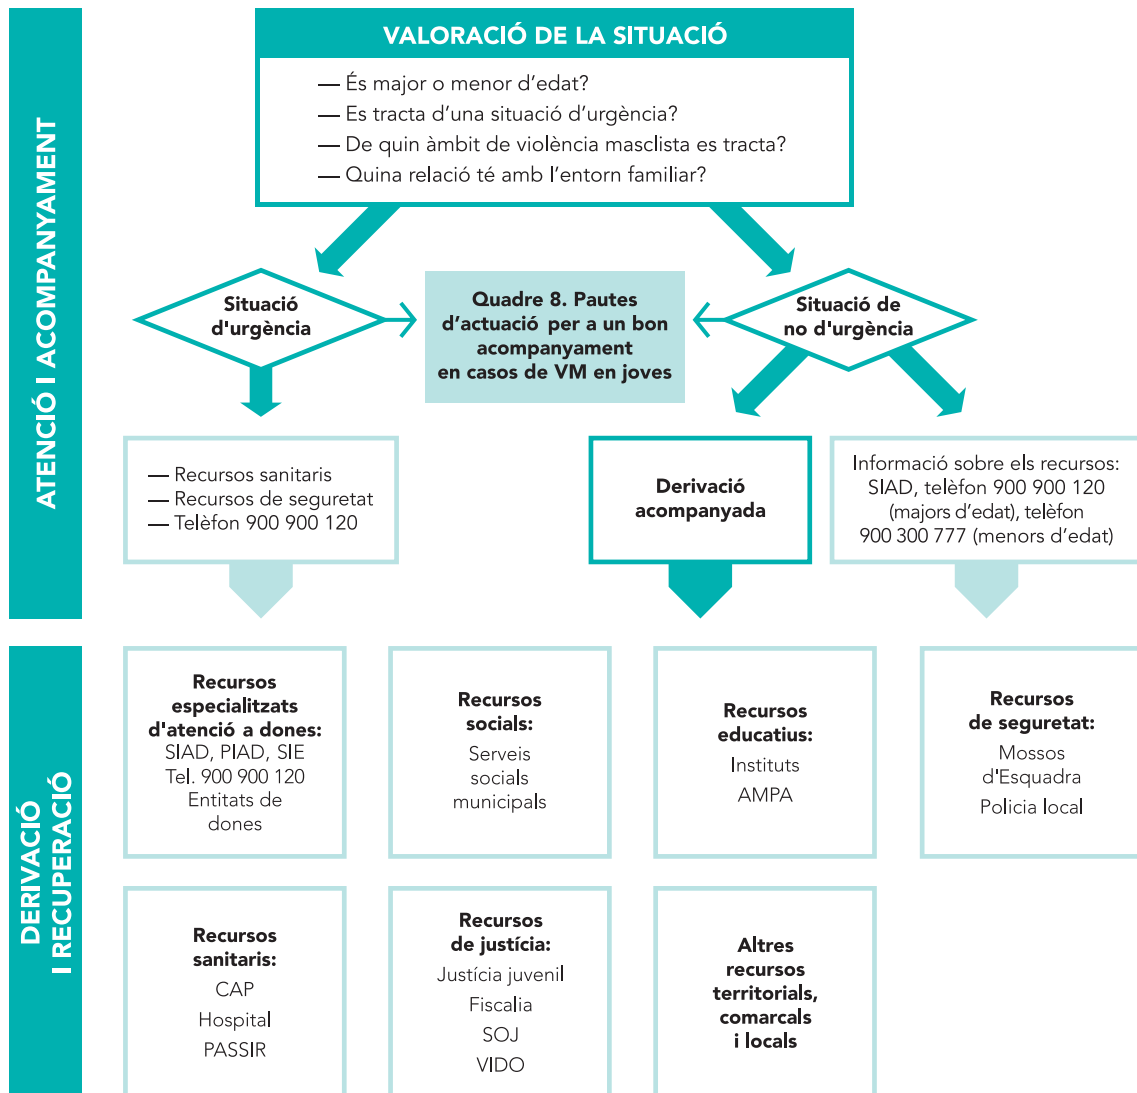 ATENCIÓ I ACOMPANYAMENT
VALORACIÓ DE LA SITUACIÓ
— És major o menor d’edat?
— Es tracta d’una situació d’urgència?
— De quin àmbit de violència masclista es tracta?
— Quina relació té amb l’entorn familiar?
Situació
d'urgència
Quadre 8. Pautes
d’actuació per a un bon
acompanyament
en casos de VM en joves
Situació de
no d'urgència
— Recursos sanitaris
— Recursos de seguretat
— Telèfon 900 900 120
Derivació
acompanyada
Informació sobre els recursos:
SIAD, telèfon 900 900 120
(majors d’edat), telèfon
900 300 777 (menors d’edat)
DERIVACIÓ
I RECUPERACIÓ
Recursos
especialitzats
d'atenció a dones:
SIAD, PIAD, SIE
Tel. 900 900 120
Entitats de
dones
Recursos
socials:
Serveis
socials
municipals
Recursos
educatius:
Instituts
AMPA
Recursos
de seguretat:
Mossos
d'Esquadra
Policia local
Recursos
sanitaris:
CAP
Hospital
PASSIR
Recursos
de justícia:
Justícia juvenil
Fiscalia
SOJ
VIDO
Altres
recursos
territorials,
comarcals
i locals